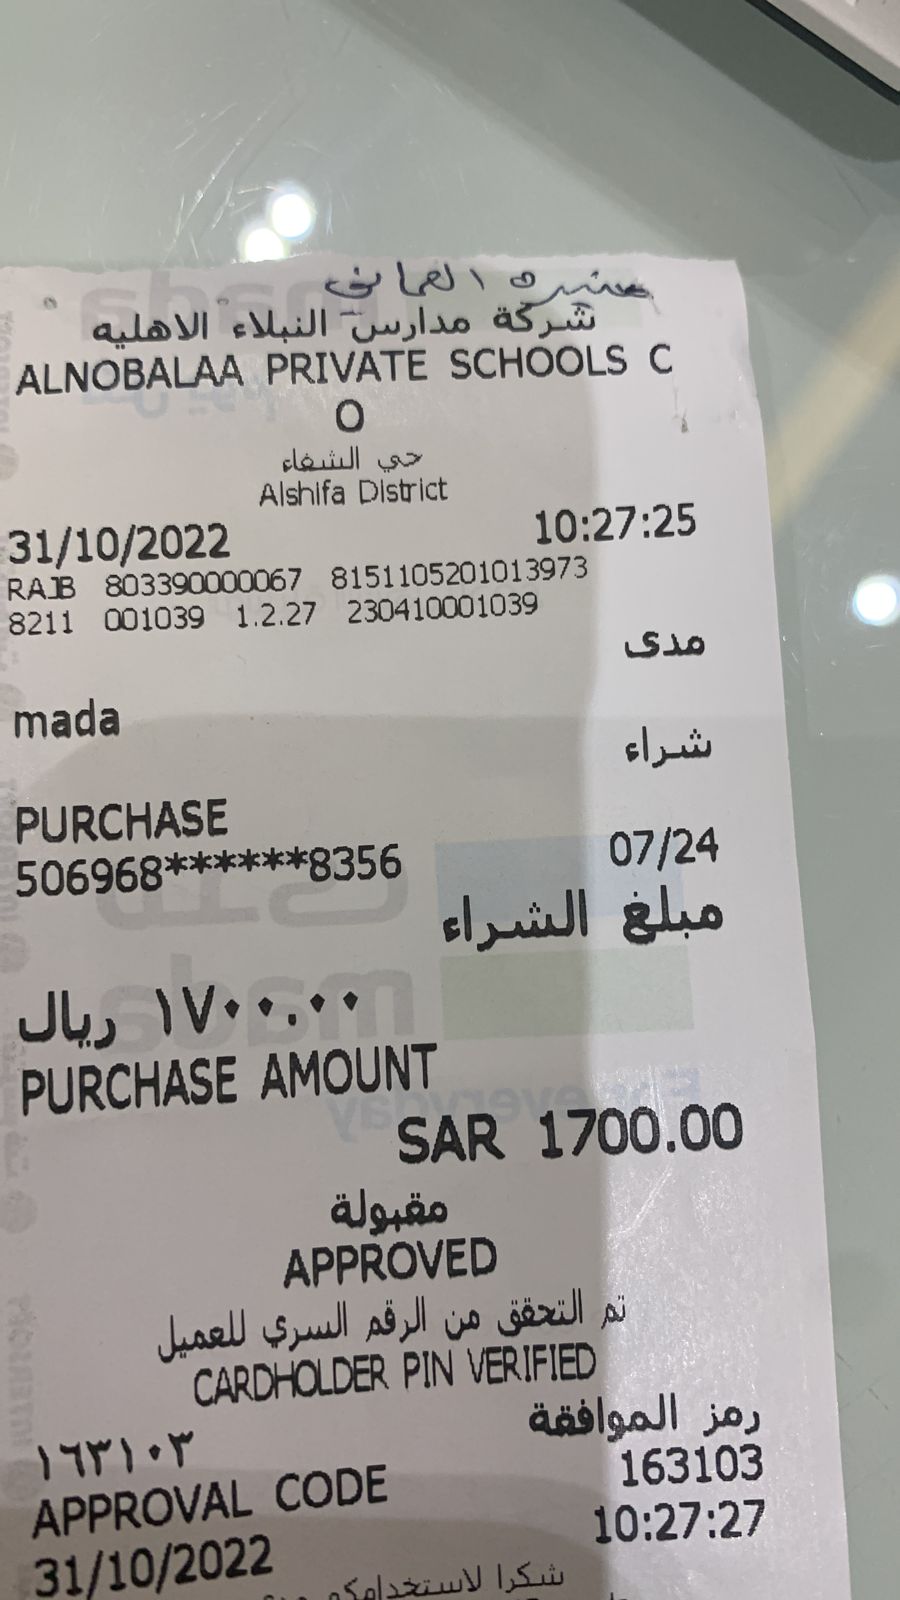 شركة مدارس النبلاء الاهليه
ALNOBALAA PRIVATE SCHOOLS C
O
حي الشفاء
Alshifa District
31/10/2022 10:27:25
RAJB 803390000067 8151105201013973
8211 001039 1.2.27 230410001039
مدى
mada
شراء
PURCHASE
506968******8356 07/24
مبلغ الشراء
١٧٠٠.٠٠ ريال
PURCHASE AMOUNT
SAR 1700.00
مقبولة
APPROVED
تم التحقق من الرقم السري للعميل
CARDHOLDER PIN VERIFIED
رمز الموافقة
١٦٣١٠٣
163103
APPROVAL CODE
10:27:27
31/10/2022
شكرا لاستخدامكم